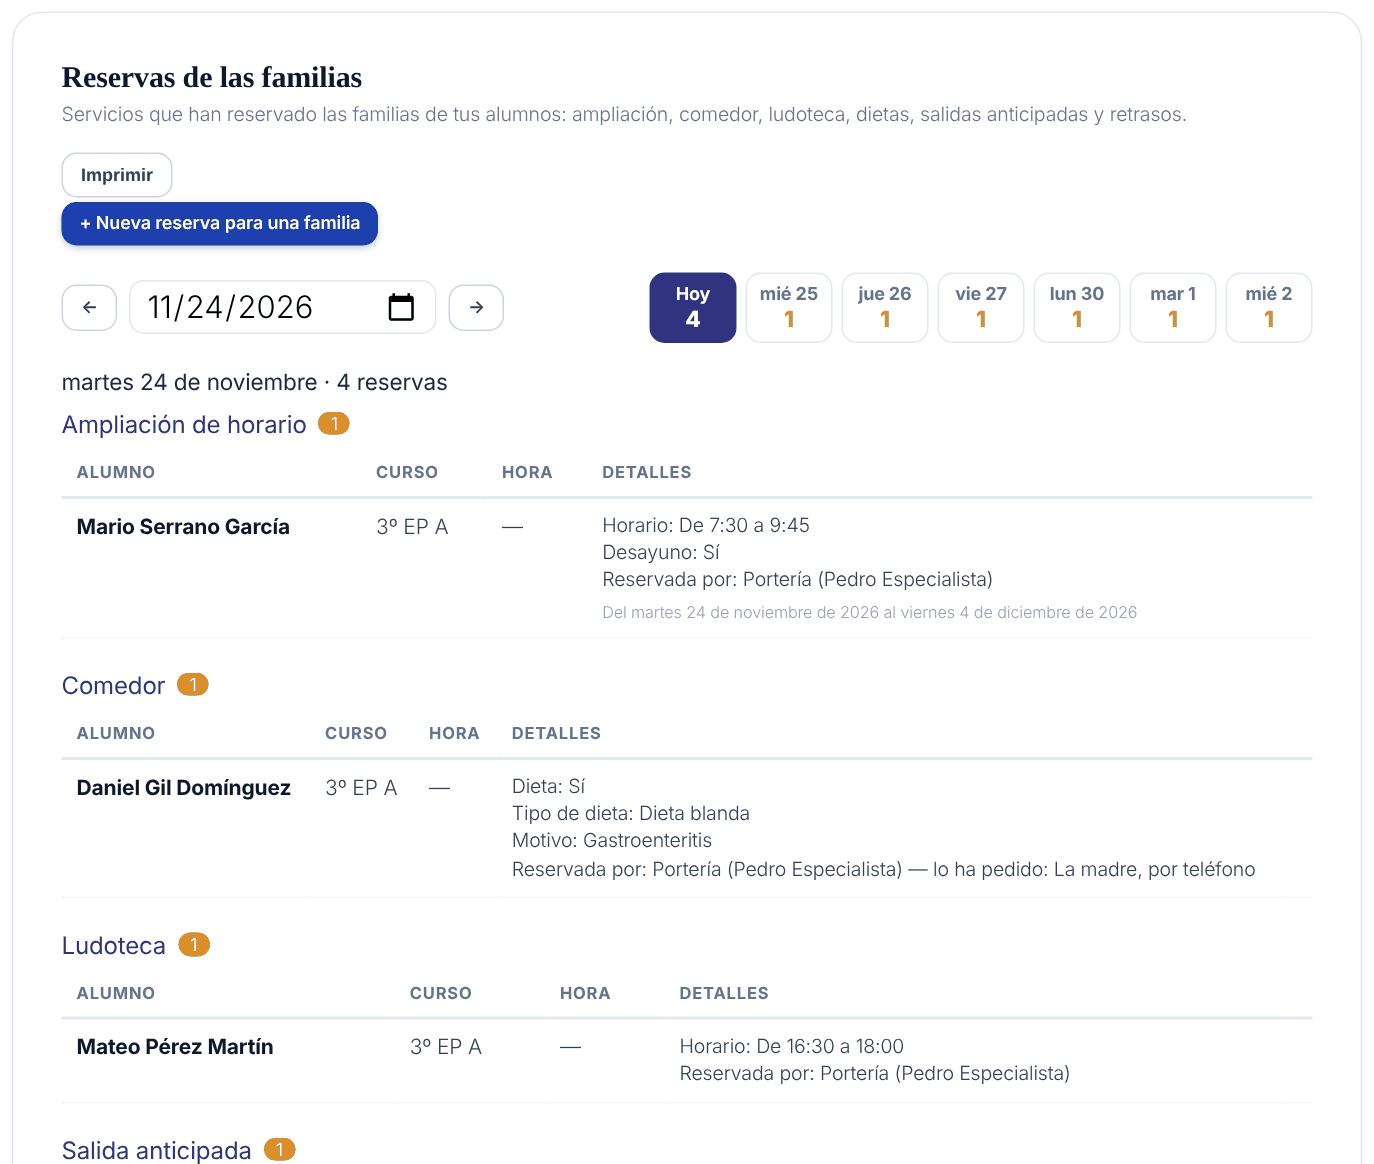 Reservas de las familias
Servicios que han reservado las familias de tus alumnos: ampliación, comedor, ludoteca, dietas, salidas anticipadas y retrasos.
Imprimir
+ Nueva reserva para una familia
← 11/24/2026 →
Hoy mié 25 jue 26 vie 27 lun 30 mar 1 mié 2
4 1 1 1 1 1 1
martes 24 de noviembre · 4 reservas
Ampliación de horario 1
ALUMNO CURSO HORA DETALLES
Mario Serrano García 3º EP A — Horario: De 7:30 a 9:45
Desayuno: Sí
Reservada por: Portería (Pedro Especialista)
Del martes 24 de noviembre de 2026 al viernes 4 de diciembre de 2026
Comedor 1
ALUMNO CURSO HORA DETALLES
Daniel Gil Domínguez 3º EP A — Dieta: Sí
Tipo de dieta: Dieta blanda
Motivo: Gastroenteritis
Reservada por: Portería (Pedro Especialista) — lo ha pedido: La madre, por teléfono
Ludoteca 1
ALUMNO CURSO HORA DETALLES
Mateo Pérez Martín 3º EP A — Horario: De 16:30 a 18:00
Reservada por: Portería (Pedro Especialista)
Salida anticipada 1